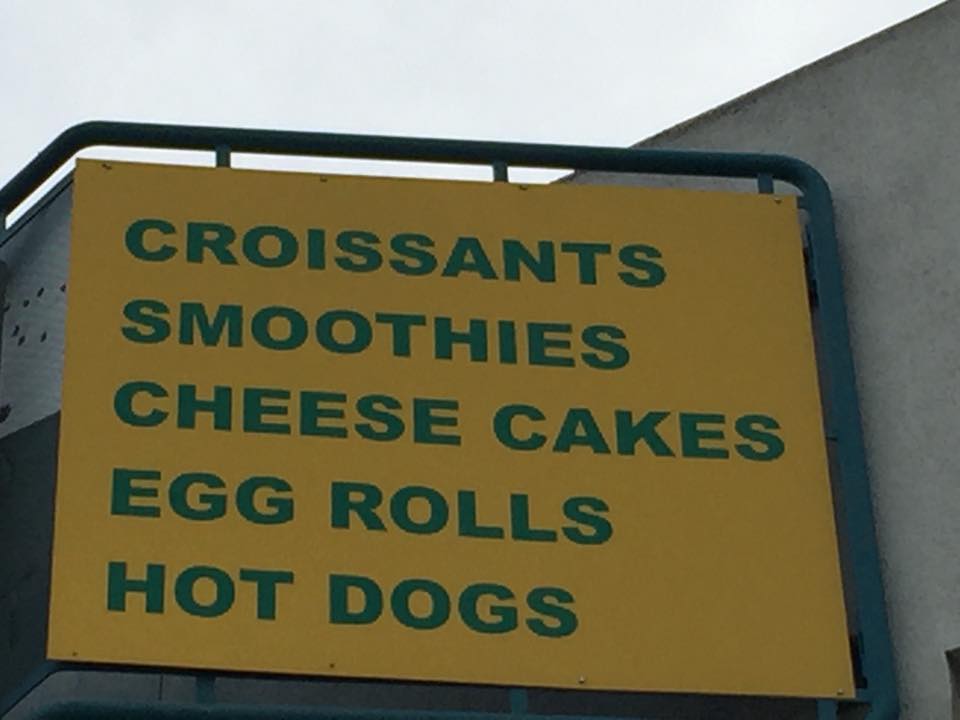 CROISSANTS
SMOOTHIES
CHEESE CAKES
EGG ROLLS
HOT DOGS